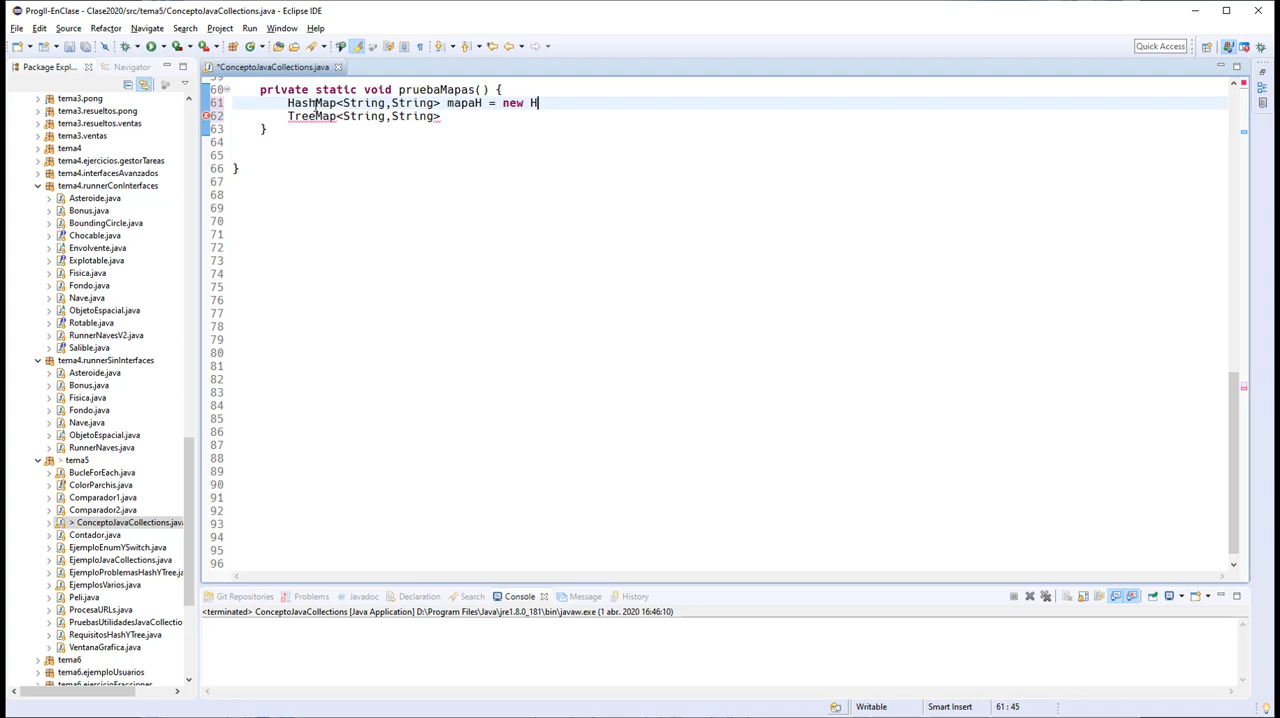 ProgII-EnClase - Clase2020/src/tema5/ConceptoJavaCollections.java - Eclipse IDE
File Edit Source Refactor Navigate Search Project Run Window Help
Quick Access
Package Expl... Navigator
*ConceptoJavaCollections.java
tema3.pong
tema3.resueltos.pong
tema3.resueltos.ventas
tema3.ventas
tema4
tema4.ejercicios.gestorTareas
tema4.interfacesAvanzados
tema4.runnerConInterfaces
Asteroide.java
Bonus.java
BoundingCircle.java
Chocable.java
Envolvente.java
Explotable.java
Fisica.java
Fondo.java
Nave.java
ObjetoEspacial.java
Rotable.java
RunnerNavesV2.java
Salible.java
tema4.runnerSinInterfaces
Asteroide.java
Bonus.java
Fisica.java
Fondo.java
Nave.java
ObjetoEspacial.java
RunnerNaves.java
> tema5
BucleForEach.java
ColorParchis.java
Comparador1.java
Comparador2.java
> ConceptoJavaCollections.java
Contador.java
EjemploEnumYSwitch.java
EjemploJavaCollections.java
EjemploProblemasHashYTree.ja
EjemplosVarios.java
Peli.java
ProcesaURLs.java
PruebasUtilidadesJavaCollectio
RequisitosHashYTree.java
VentanaGrafica.java
tema6
tema6.ejemploUsuarios
tema6.ejercicioFracciones
59
60 private static void pruebaMapas() {
61 HashMap<String,String> mapaH = new H
62 TreeMap<String,String>
63 }
64
65
66 }
67
68
69
70
71
72
73
74
75
76
77
78
79
80
81
82
83
84
85
86
87
88
89
90
91
92
93
94
95
96
Git Repositories Problems Javadoc Declaration Search Console Message History
<terminated> ConceptoJavaCollections [Java Application] D:\Program Files\Java\jre1.8.0_181\bin\javaw.exe (1 abr. 2020 16:46:10)
Writable Smart Insert 61 : 45